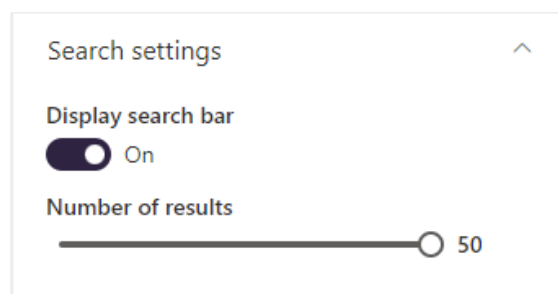 Search settings
Display search bar
On
Number of results
50